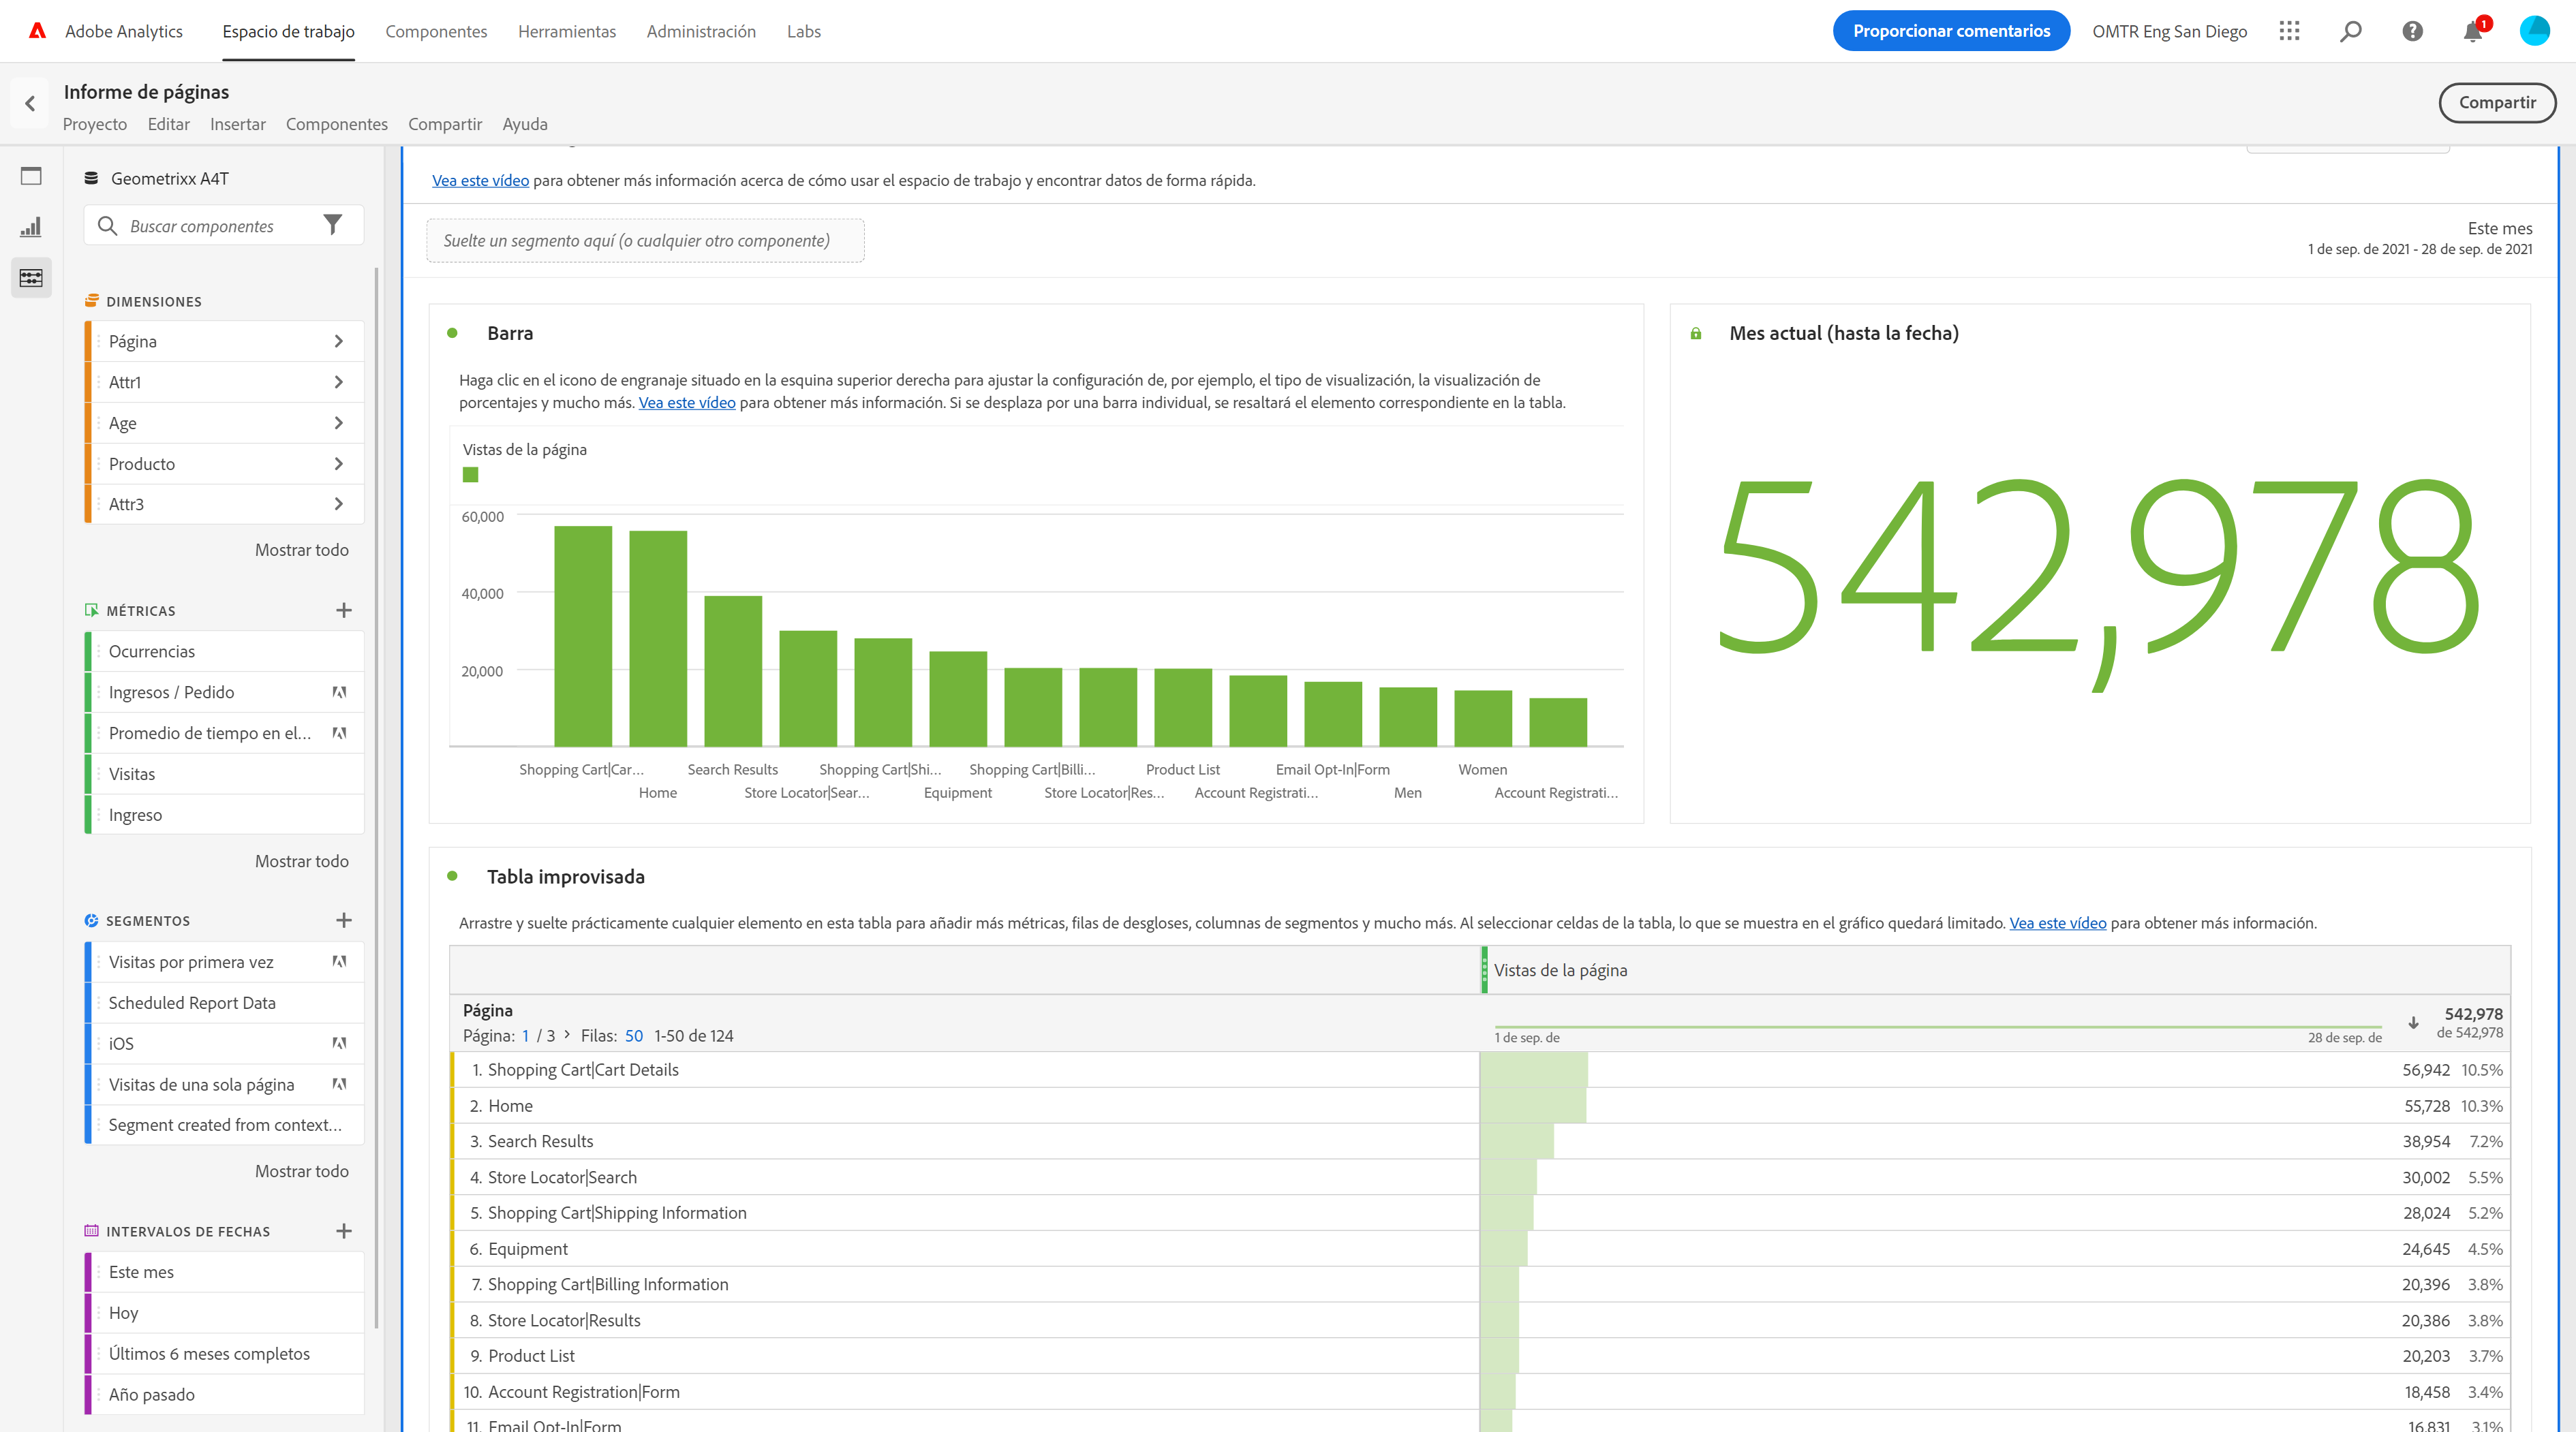 Adobe Analytics
Espacio de trabajo
Componentes
Herramientas
Administración
Labs
Proporcionar comentarios
OMTR Eng San Diego
1
Informe de páginas
Proyecto
Editar
Insertar
Componentes
Compartir
Ayuda
Compartir
Geometrixx A4T
Buscar componentes
DIMENSIONES
Página
Attr1
Age
Producto
Attr3
Mostrar todo
MÉTRICAS
Ocurrencias
Ingresos / Pedido
Promedio de tiempo en el...
Visitas
Ingreso
Mostrar todo
SEGMENTOS
Visitas por primera vez
Scheduled Report Data
iOS
Visitas de una sola página
Segment created from context...
Mostrar todo
INTERVALOS DE FECHAS
Este mes
Hoy
Últimos 6 meses completos
Año pasado
Vea este vídeo para obtener más información acerca de cómo usar el espacio de trabajo y encontrar datos de forma rápida.
Suelte un segmento aquí (o cualquier otro componente)
Este mes
1 de sep. de 2021 - 28 de sep. de 2021
Barra
Haga clic en el icono de engranaje situado en la esquina superior derecha para ajustar la configuración de, por ejemplo, el tipo de visualización, la visualización de
porcentajes y mucho más. Vea este vídeo para obtener más información. Si se desplaza por una barra individual, se resaltará el elemento correspondiente en la tabla.
Vistas de la página
60,000
40,000
20,000
Shopping Cart|Car...
Home
Search Results
Store Locator|Sear...
Shopping Cart|Shi...
Equipment
Shopping Cart|Billi...
Store Locator|Res...
Product List
Account Registrati...
Email Opt-In|Form
Men
Women
Account Registrati...
Mes actual (hasta la fecha)
542,978
Tabla improvisada
Arrastre y suelte prácticamente cualquier elemento en esta tabla para añadir más métricas, filas de desgloses, columnas de segmentos y mucho más. Al seleccionar celdas de la tabla, lo que se muestra en el gráfico quedará limitado. Vea este vídeo para obtener más información.
Vistas de la página
Página
Página: 1 / 3 > Filas: 50 1-50 de 124
1 de sep. de
28 de sep. de
542,978
de 542,978
1. Shopping Cart|Cart Details 56,942 10.5%
2. Home 55,728 10.3%
3. Search Results 38,954 7.2%
4. Store Locator|Search 30,002 5.5%
5. Shopping Cart|Shipping Information 28,024 5.2%
6. Equipment 24,645 4.5%
7. Shopping Cart|Billing Information 20,396 3.8%
8. Store Locator|Results 20,386 3.8%
9. Product List 20,203 3.7%
10. Account Registration|Form 18,458 3.4%
11. Email Opt-In|Form 16,831 3.1%